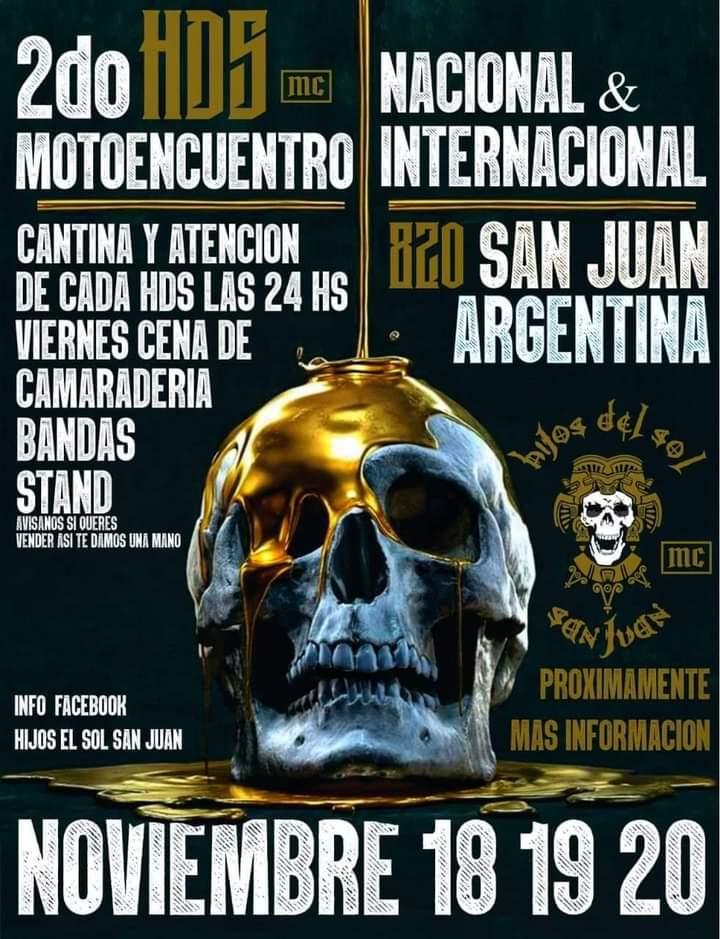 2do HDS mc
MOTOENCUENTRO
NACIONAL &
INTERNACIONAL
820 SAN JUAN
ARGENTINA
CANTINA Y ATENCION
DE CADA HDS LAS 24 HS
VIERNES CENA DE
CAMARADERIA
BANDAS
STAND
AVISANOS SI QUERES
VENDER ASI TE DAMOS UNA MANO
hijos del sol
mc
san juan
PROXIMAMENTE
MAS INFORMACION
INFO FACEBOOK
HIJOS EL SOL SAN JUAN
NOVIEMBRE 18 19 20